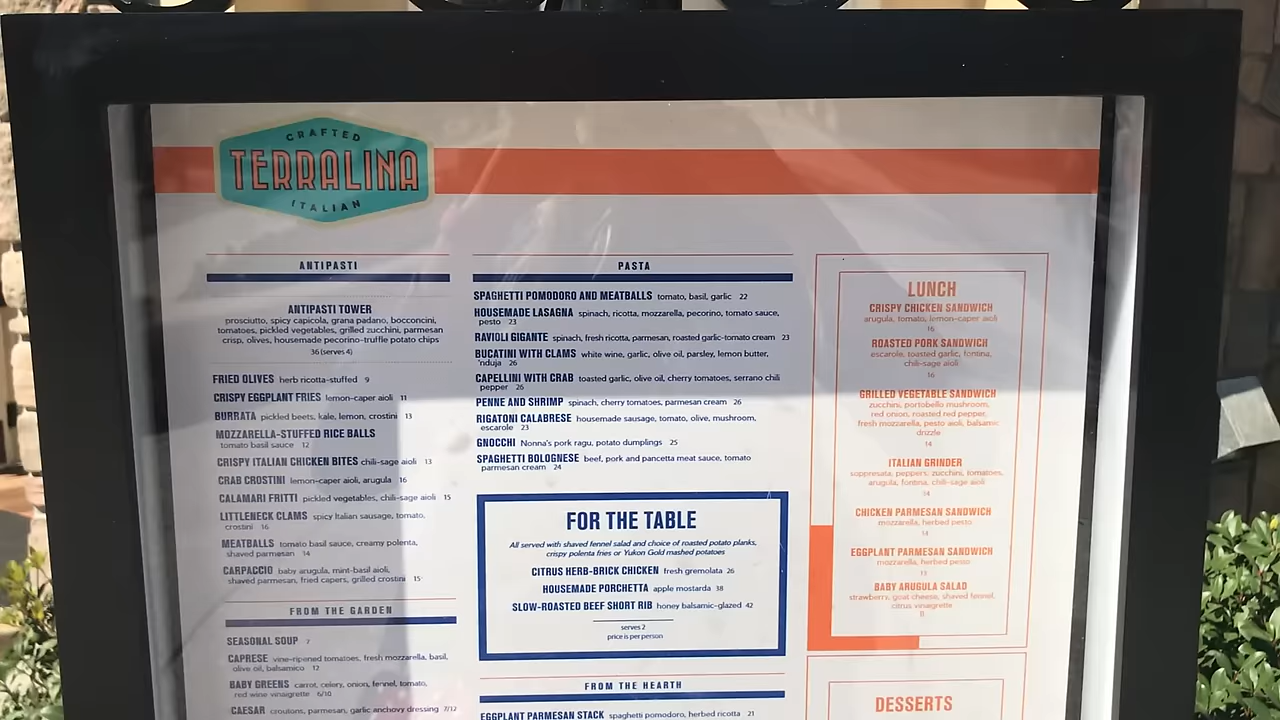 CRAFTED
TERRALINA
ITALIAN
ANTIPASTI
ANTIPASTI TOWER
prosciutto, spicy capicola, grana padano, bocconcini,
tomatoes, pickled vegetables, grilled zucchini, parmesan
crisp, olives, housemade pecorino-truffle potato chips
36 (serves 4)
FRIED OLIVES herb ricotta-stuffed 9
CRISPY EGGPLANT FRIES lemon-caper aioli 11
BURRATA pickled beets, kale, lemon, crostini 13
MOZZARELLA-STUFFED RICE BALLS
tomato basil sauce 12
CRISPY ITALIAN CHICKEN BITES chili-sage aioli 13
CRAB CROSTINI lemon-caper aioli, arugula 16
CALAMARI FRITTI pickled vegetables, chili-sage aioli 15
LITTLENECK CLAMS spicy Italian sausage, tomato,
crostini 16
MEATBALLS tomato basil sauce, creamy polenta,
shaved parmesan 14
CARPACCIO baby arugula, mint-basil aioli,
shaved parmesan, fried capers, grilled crostini 15
FROM THE GARDEN
SEASONAL SOUP 7
CAPRESE vine-ripened tomatoes, fresh mozzarella, basil,
olive oil, balsamico 12
BABY GREENS carrot, celery, onion, fennel, tomato,
red wine vinaigrette 6/10
CAESAR croutons, parmesan, garlic anchovy dressing 7/12
PASTA
SPAGHETTI POMODORO AND MEATBALLS tomato, basil, garlic 22
HOUSEMADE LASAGNA spinach, ricotta, mozzarella, pecorino, tomato sauce,
pesto 23
RAVIOLI GIGANTE spinach, fresh ricotta, parmesan, roasted garlic-tomato cream 23
BUCATINI WITH CLAMS white wine, garlic, olive oil, parsley, lemon butter,
'nduja 26
CAPELLINI WITH CRAB toasted garlic, olive oil, cherry tomatoes, serrano chili
pepper 26
PENNE AND SHRIMP spinach, cherry tomatoes, parmesan cream 26
RIGATONI CALABRESE housemade sausage, tomato, olive, mushroom,
escarole 23
GNOCCHI Nonna's pork ragu, potato dumplings 25
SPAGHETTI BOLOGNESE beef, pork and pancetta meat sauce, tomato
parmesan cream 24
FOR THE TABLE
All served with shaved fennel salad and choice of roasted potato planks,
crispy polenta fries or Yukon Gold mashed potatoes
CITRUS HERB-BRICK CHICKEN fresh gremolata 26
HOUSEMADE PORCHETTA apple mostarda 38
SLOW-ROASTED BEEF SHORT RIB honey balsamic-glazed 42
serves 2
price is per person
FROM THE HEARTH
EGGPLANT PARMESAN STACK spaghetti pomodoro, herbed ricotta 21
LUNCH
CRISPY CHICKEN SANDWICH
arugula, tomato, lemon-caper aioli
16
ROASTED PORK SANDWICH
escarole, toasted garlic, fontina,
chili-sage aioli
16
GRILLED VEGETABLE SANDWICH
zucchini, portobello mushroom,
red onion, roasted red pepper,
fresh mozzarella, pesto aioli, balsamic
drizzle
14
ITALIAN GRINDER
soppresata, peppers, zucchini, tomatoes,
arugula, fontina, chili-sage aioli
14
CHICKEN PARMESAN SANDWICH
mozzarella, herbed pesto
14
EGGPLANT PARMESAN SANDWICH
mozzarella, herbed pesto
13
BABY ARUGULA SALAD
strawberry, goat cheese, shaved fennel,
citrus vinaigrette
11
DESSERTS